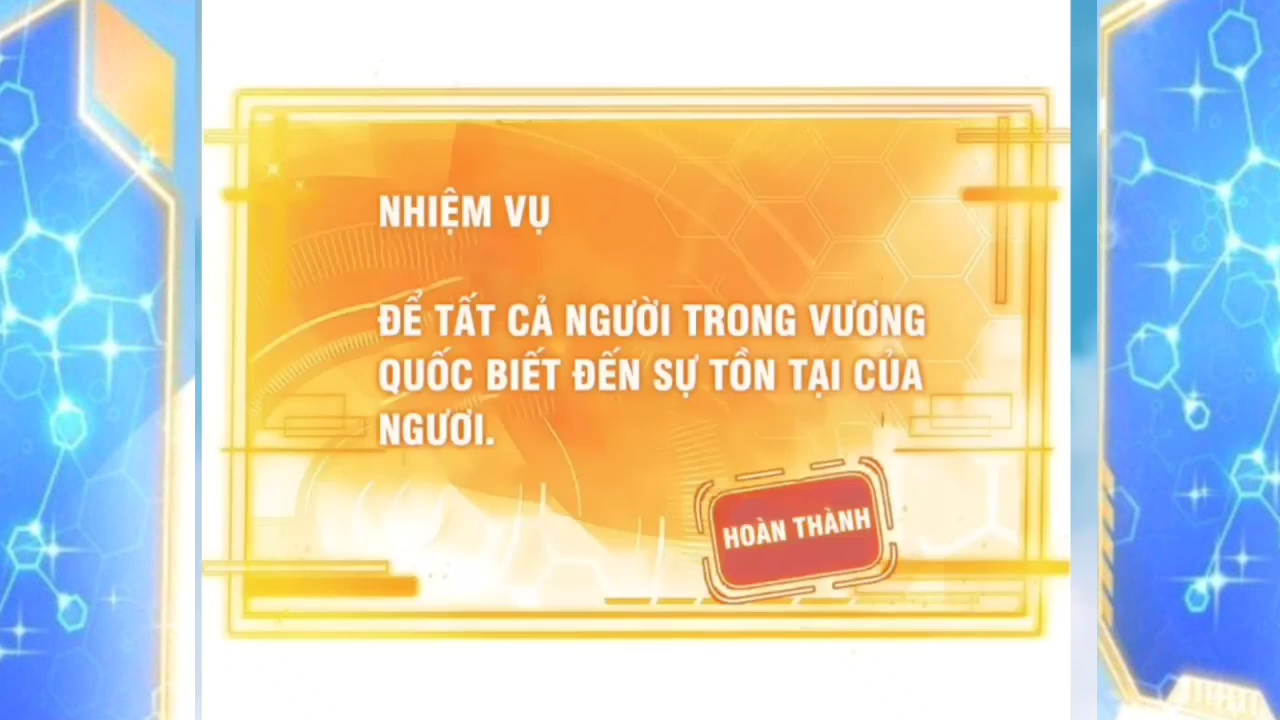 NHIỆM VỤ
ĐỂ TẤT CẢ NGƯỜI TRONG VƯƠNG
QUỐC BIẾT ĐẾN SỰ TỒN TẠI CỦA
NGƯƠI.
HOÀN THÀNH